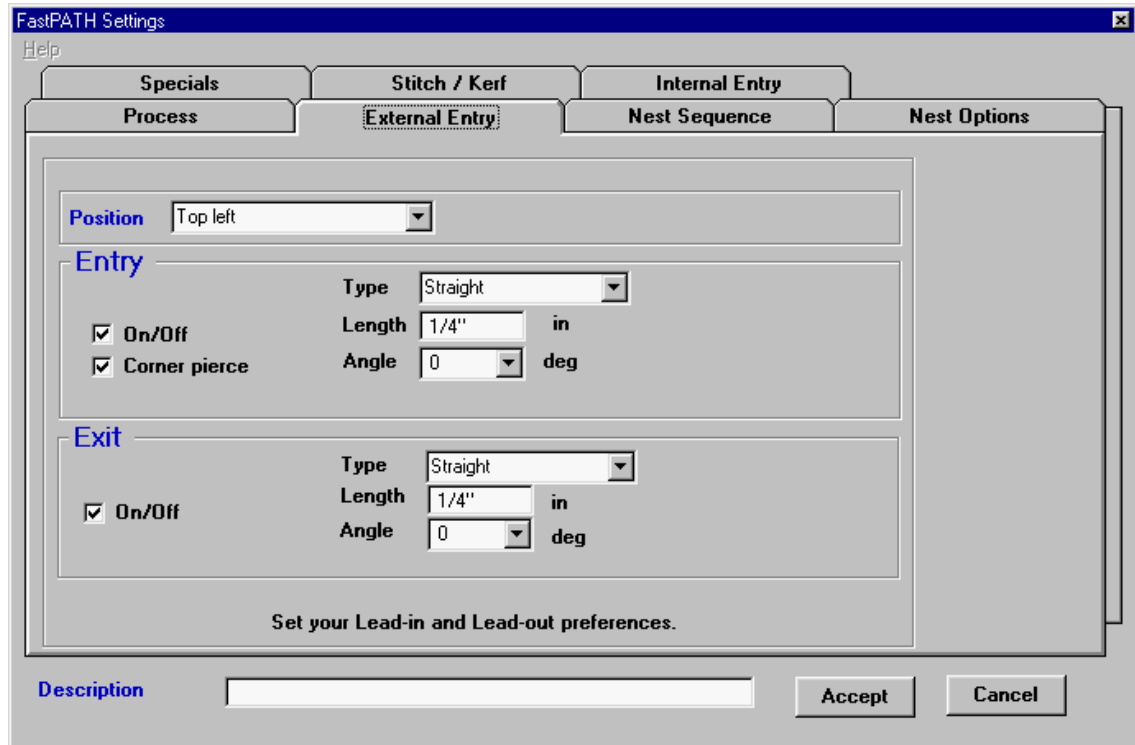 FastPATH Settings
Help
Specials Stitch / Kerf Internal Entry
Process External Entry Nest Sequence Nest Options
Position Top left
Entry
Type Straight
On/Off Length 1/4" in
Corner pierce Angle 0 deg
Exit
Type Straight
On/Off Length 1/4" in
Angle 0 deg
Set your Lead-in and Lead-out preferences.
Description Accept Cancel